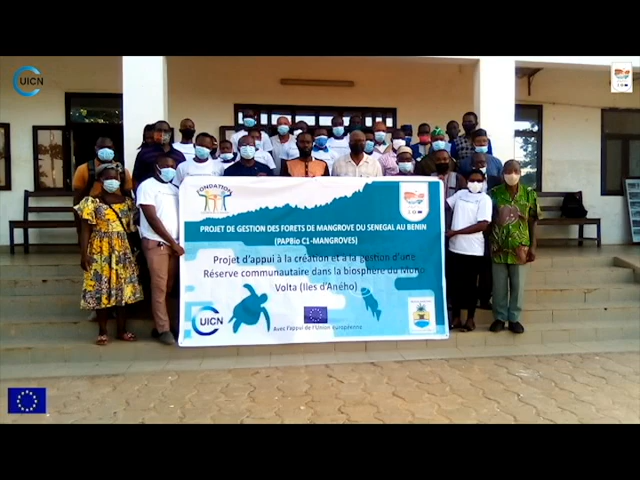 UICN
FONDATION
PROJET DE GESTION DES FORETS DE MANGROVE DU SENEGAL AU BENIN
(PAPBio C1-MANGROVES)
Projet d'appui à la création et à la gestion d'une
Réserve communautaire dans la biosphère du Mono
Volta (Iles d'Aného)
UICN
Avec l'appui de l'Union européenne